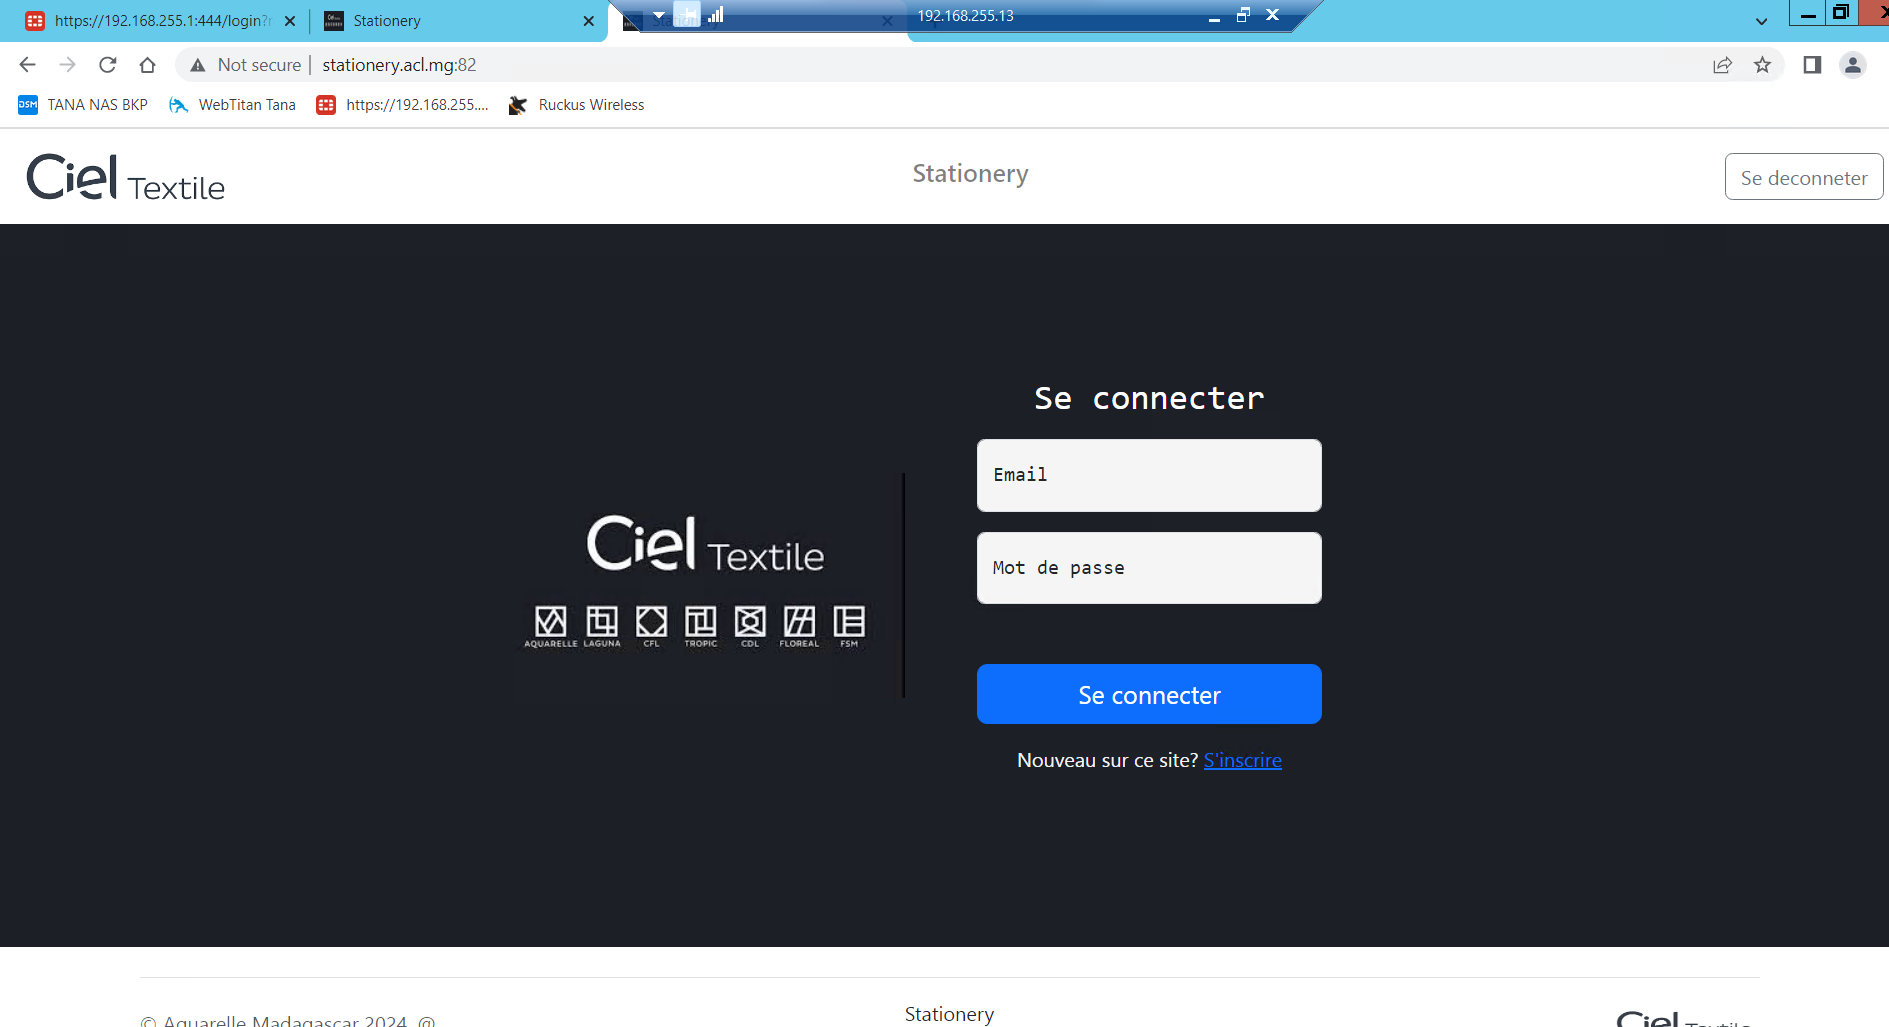 https://192.168.255.1:444/login?r
Stationery
192.168.255.13
Not secure
stationery.acl.mg:82
TANA NAS BKP
WebTitan Tana
https://192.168.255....
Ruckus Wireless
Ciel Textile
Stationery
Se deconneter
Se connecter
Email
Mot de passe
Ciel Textile
AQUARELLE LAGUNA CFL TROPIC CDL FLOREAL FSM
Se connecter
Nouveau sur ce site? S'inscrire
© Aquarelle Madagascar 2024 @
Stationery
Ciel Textile